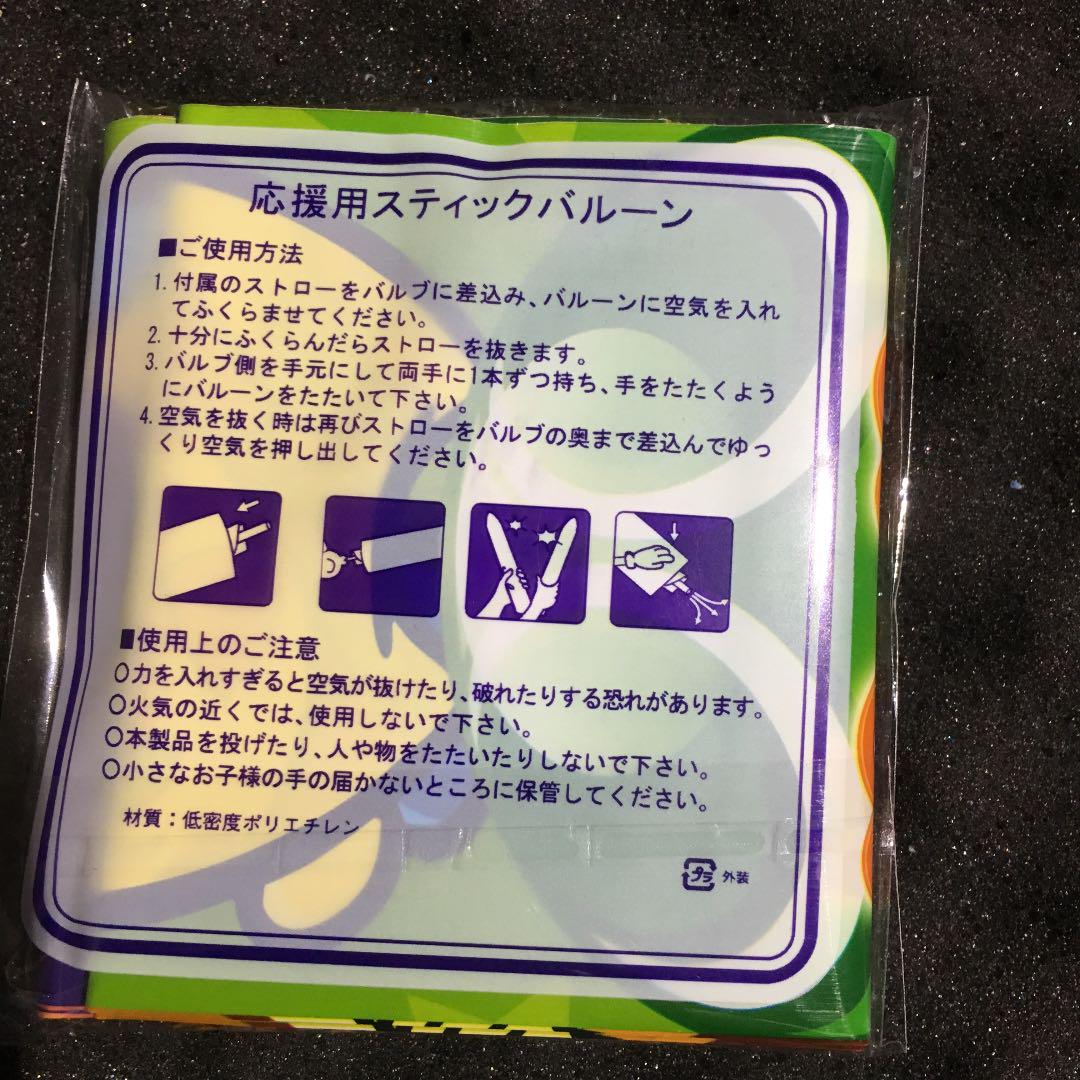 応援用スティックバルーン
■ご使用方法
1. 付属のストローをバルブに差込み、バルーンに空気を入れ
てふくらませてください。
2. 十分にふくらんだらストローを抜きます。
3. バルブ側を手元にして両手に1本ずつ持ち、手をたたくよう
にバルーンをたたいて下さい。
4. 空気を抜く時は再びストローをバルブの奥まで差込んでゆっ
くり空気を押し出してください。
■使用上のご注意
○力を入れすぎると空気が抜けたり、破れたりする恐れがあります。
○火気の近くでは、使用しないで下さい。
○本製品を投げたり、人や物をたたいたりしないで下さい。
○小さなお子様の手の届かないところに保管してください。
材質：低密度ポリエチレン
プラ 外装